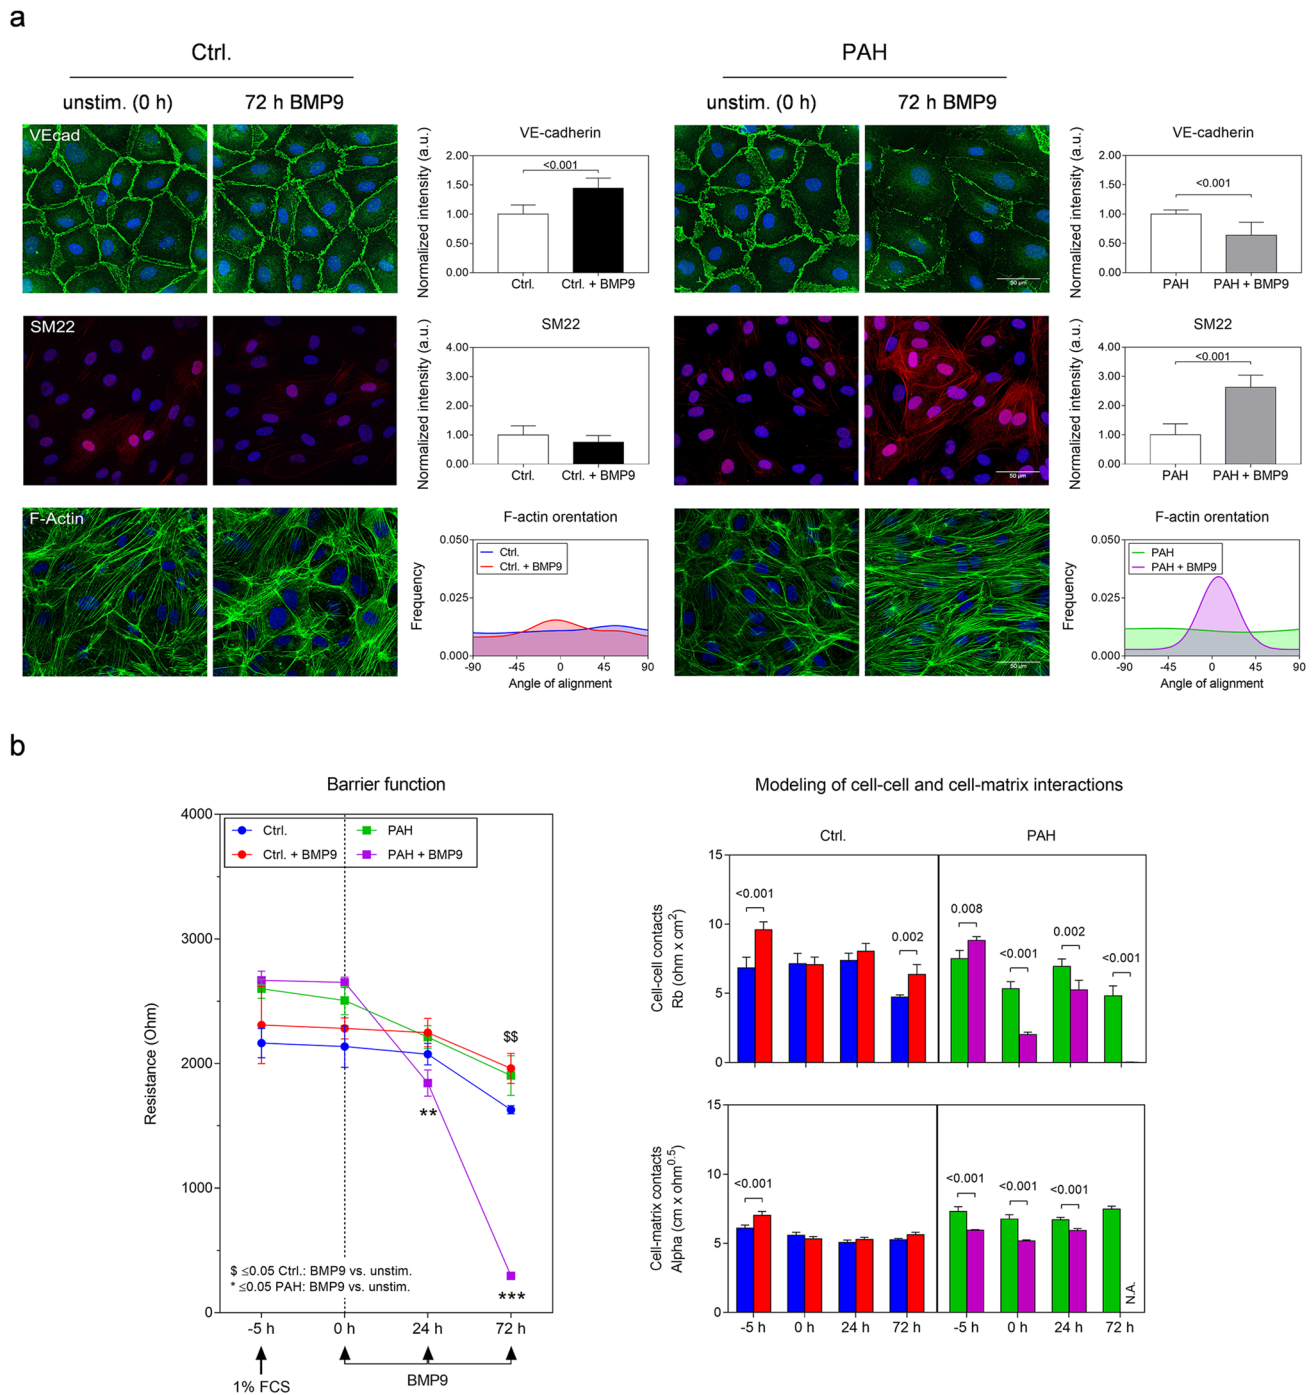 a
Ctrl.
unstim. (0 h)
72 h BMP9
VEcad
VE-cadherin
Normalized intensity (a.u.)
2.00
1.50
1.00
0.50
0.00
<0.001
Ctrl.
Ctrl. + BMP9
SM22
SM22
Normalized intensity (a.u.)
4.00
3.00
2.00
1.00
0.00
Ctrl.
Ctrl. + BMP9
F-Actin
F-actin orentation
Frequency
0.050
0.025
0.000
Ctrl.
Ctrl. + BMP9
-90
-45
0
45
90
Angle of alignment
PAH
unstim. (0 h)
72 h BMP9
50 µm
VE-cadherin
Normalized intensity (a.u.)
2.00
1.50
1.00
0.50
0.00
<0.001
PAH
PAH + BMP9
50 µm
SM22
Normalized intensity (a.u.)
4.00
3.00
2.00
1.00
0.00
<0.001
PAH
PAH + BMP9
50 µm
F-actin orentation
Frequency
0.050
0.025
0.000
PAH
PAH + BMP9
-90
-45
0
45
90
Angle of alignment
b
Barrier function
Resistance (Ohm)
4000
3000
2000
1000
0
Ctrl.
Ctrl. + BMP9
PAH
PAH + BMP9
$$
**
***
$ ≤0.05 Ctrl.: BMP9 vs. unstim.
* ≤0.05 PAH: BMP9 vs. unstim.
-5 h
0 h
24 h
72 h
1% FCS
BMP9
Modeling of cell-cell and cell-matrix interactions
Ctrl.
PAH
Cell-cell contacts
Rb (ohm x cm2)
15
10
5
0
<0.001
0.002
0.008
<0.001
0.002
<0.001
Cell-matrix contacts
Alpha (cm x ohm0.5)
15
10
5
0
<0.001
<0.001
<0.001
<0.001
N.A.
-5 h
0 h
24 h
72 h
-5 h
0 h
24 h
72 h